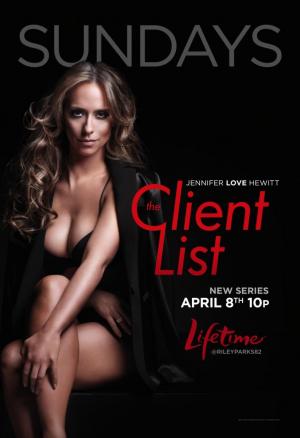 SUNDAYS
JENNIFER LOVE HEWITT
the
Client
List
NEW SERIES
APRIL 8TH 10P
Lifetime
@RILEYPARKS82